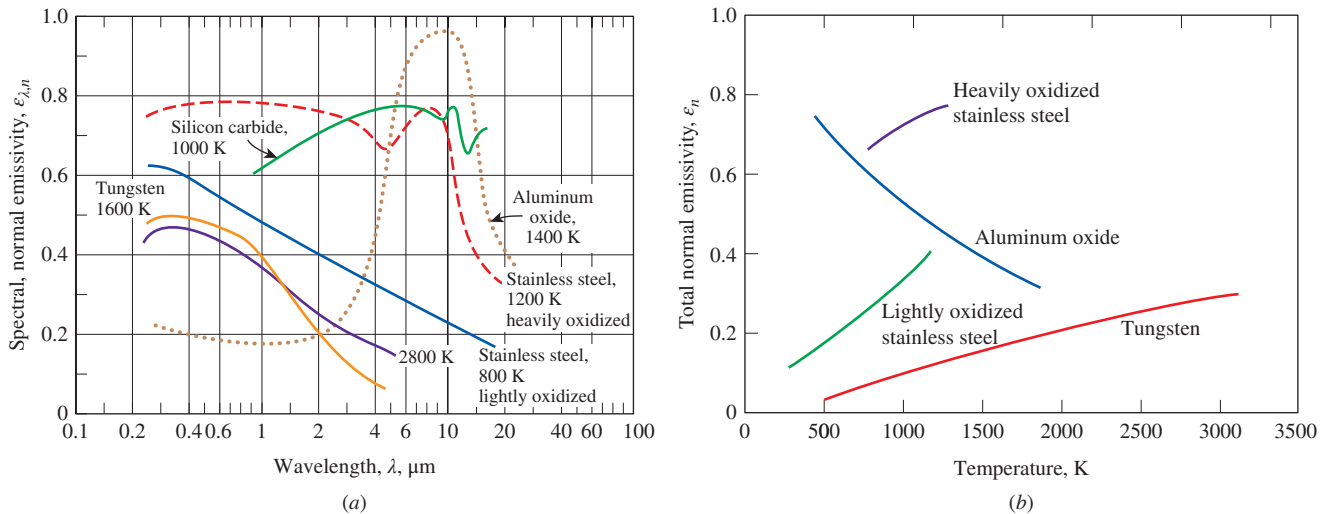 Spectral, normal emissivity, ελ,n
1.0
0.8
0.6
0.4
0.2
0
0.1
0.2
0.4
0.6
1
2
4
6
10
20
40
60
100
Wavelength, λ, μm
(a)
Silicon carbide,
1000 K
Tungsten
1600 K
Aluminum
oxide,
1400 K
Stainless steel,
1200 K
heavily oxidized
2800 K
Stainless steel,
800 K
lightly oxidized
Total normal emissivity, εn
1.0
0.8
0.6
0.4
0.2
0
0
500
1000
1500
2000
2500
3000
3500
Temperature, K
(b)
Heavily oxidized
stainless steel
Aluminum oxide
Lightly oxidized
stainless steel
Tungsten